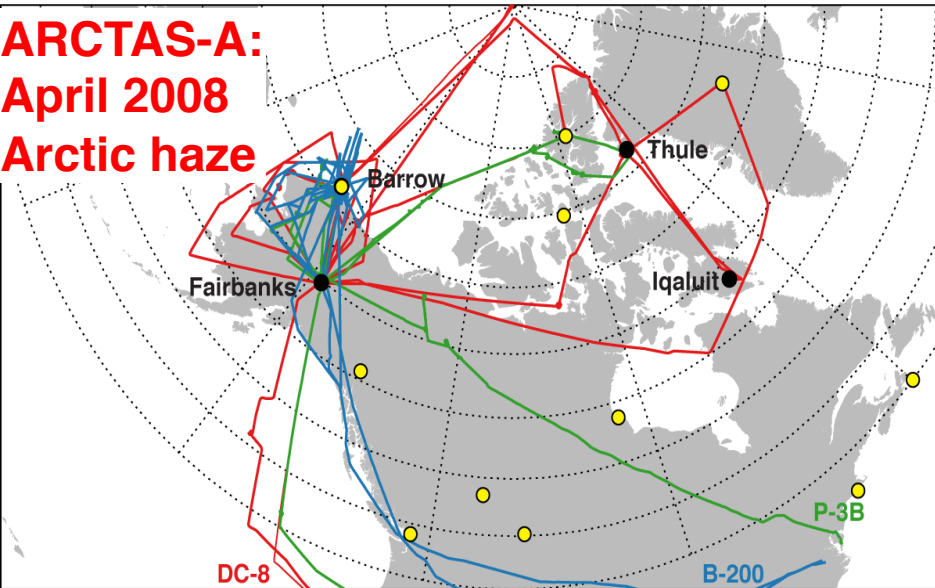 ARCTAS-A:
April 2008
Arctic haze
Thule
Barrow
Fairbanks
Iqaluit
P-3B
DC-8
B-200